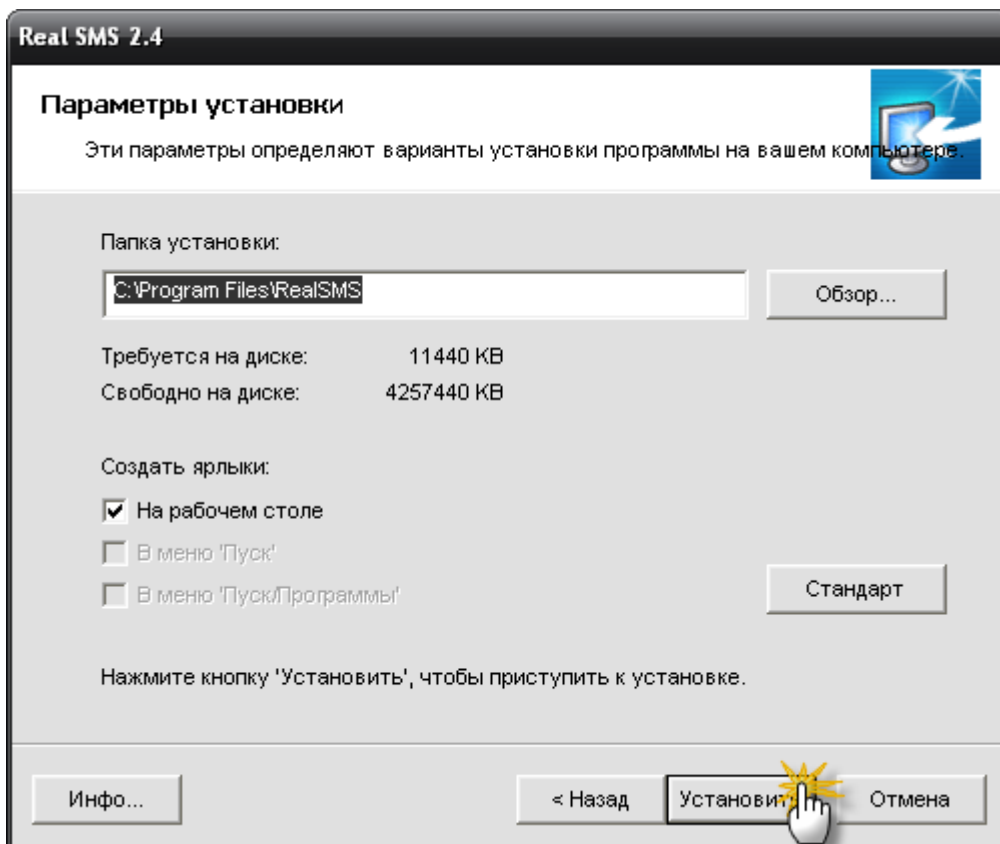 Real SMS 2.4
Параметры установки
Эти параметры определяют варианты установки программы на вашем компьютере.
Папка установки:
C:\Program Files\RealSMS
Обзор...
Требуется на диске: 11440 KB
Свободно на диске: 4257440 KB
Создать ярлыки:
На рабочем столе
В меню 'Пуск'
В меню 'Пуск/Программы'
Стандарт
Нажмите кнопку 'Установить', чтобы приступить к установке.
Инфо...
< Назад
Установить
Отмена